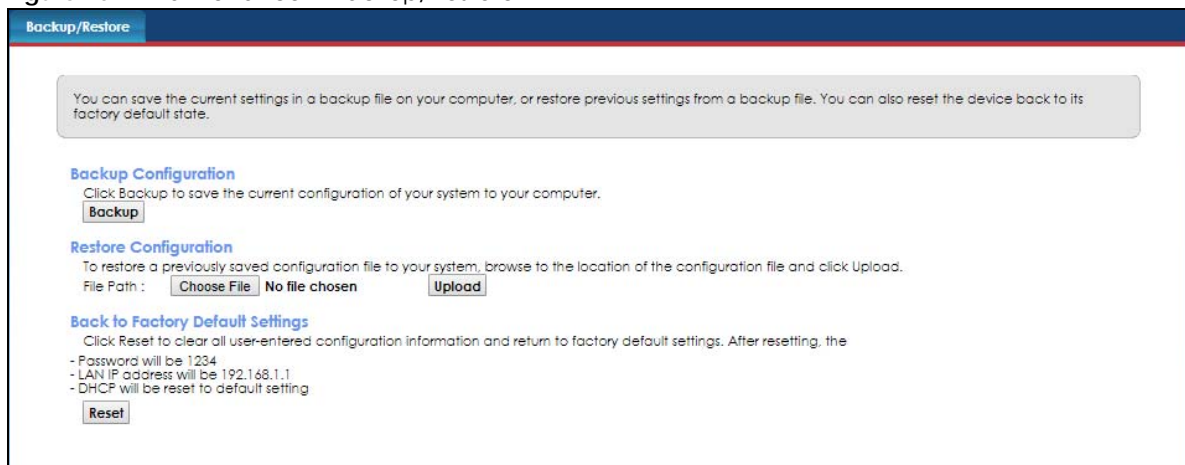 Backup/Restore
You can save the current settings in a backup file on your computer, or restore previous settings from a backup file. You can also reset the device back to its
factory default state.
Backup Configuration
Click Backup to save the current configuration of your system to your computer.
Backup
Restore Configuration
To restore a previously saved configuration file to your system, browse to the location of the configuration file and click Upload.
File Path : Choose File No file chosen Upload
Back to Factory Default Settings
Click Reset to clear all user-entered configuration information and return to factory default settings. After resetting, the
- Password will be 1234
- LAN IP address will be 192.168.1.1
- DHCP will be reset to default setting
Reset